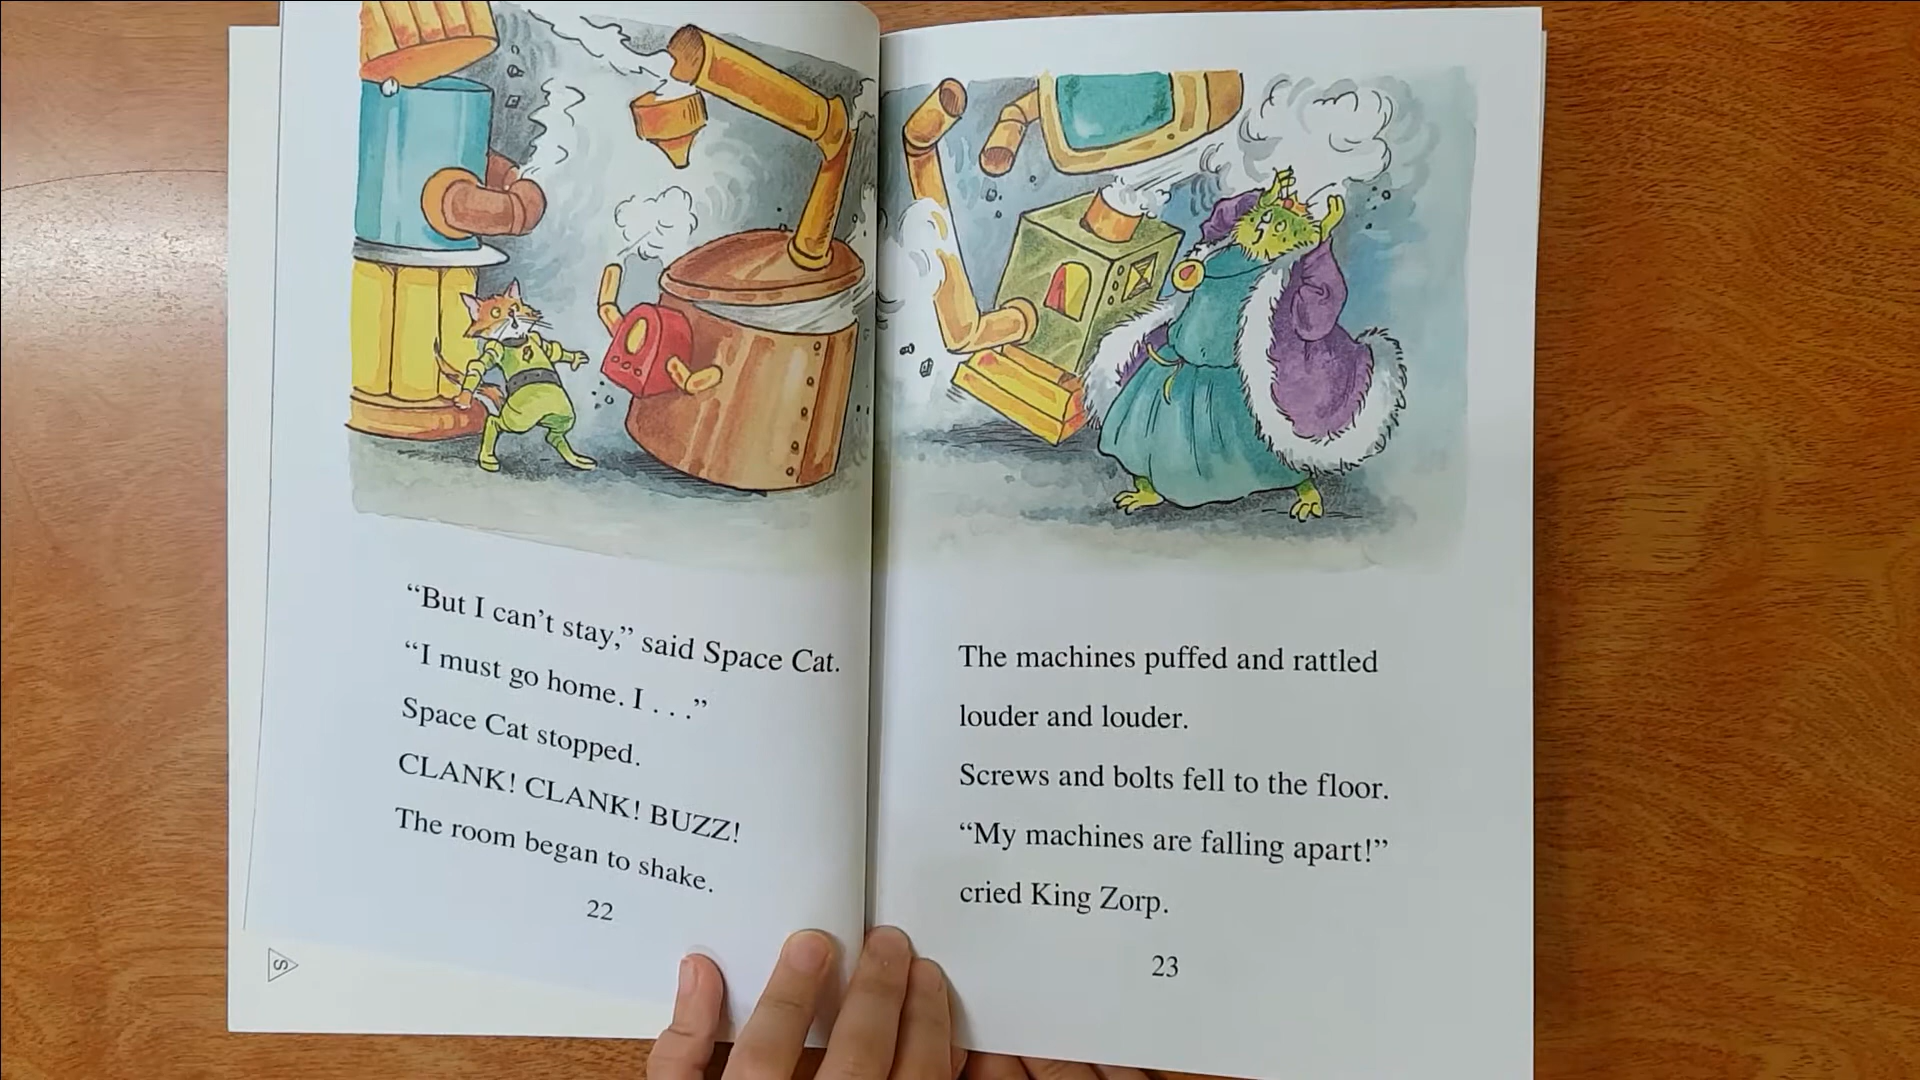 “But I can’t stay,” said Space Cat.
“I must go home. I . . .”
Space Cat stopped.
CLANK! CLANK! BUZZ!
The room began to shake.
22
S
The machines puffed and rattled
louder and louder.
Screws and bolts fell to the floor.
“My machines are falling apart!”
cried King Zorp.
23